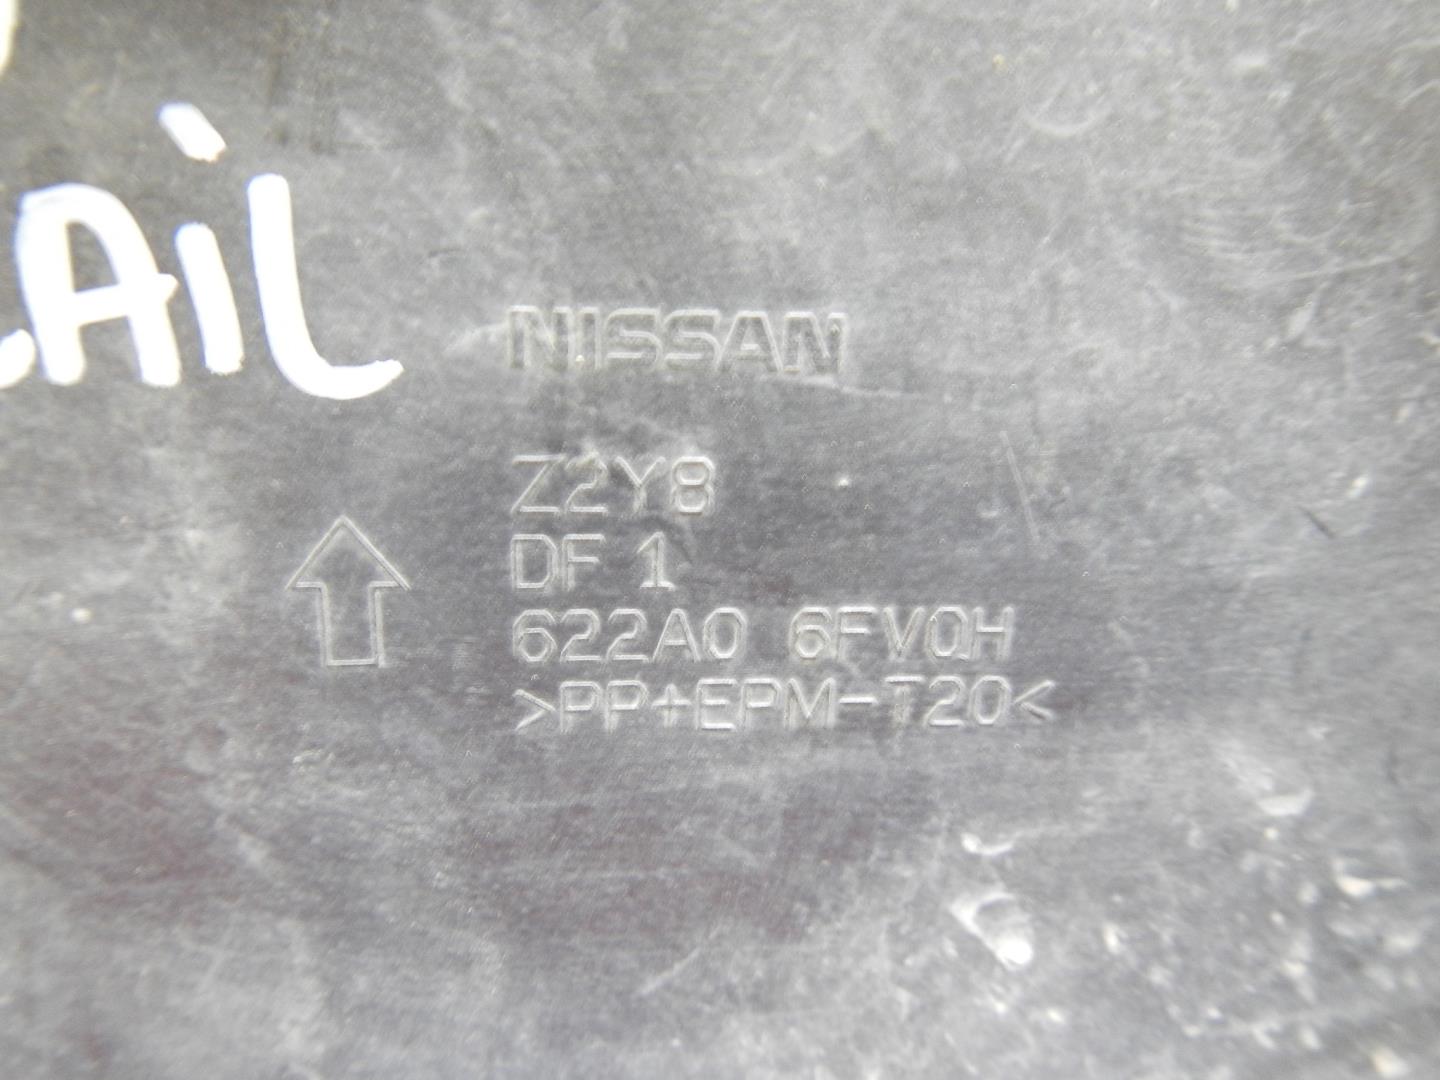 AiL
NISSAN
Z2Y8
DF 1
622A0 6FV0H
>PP+EPM-T20<